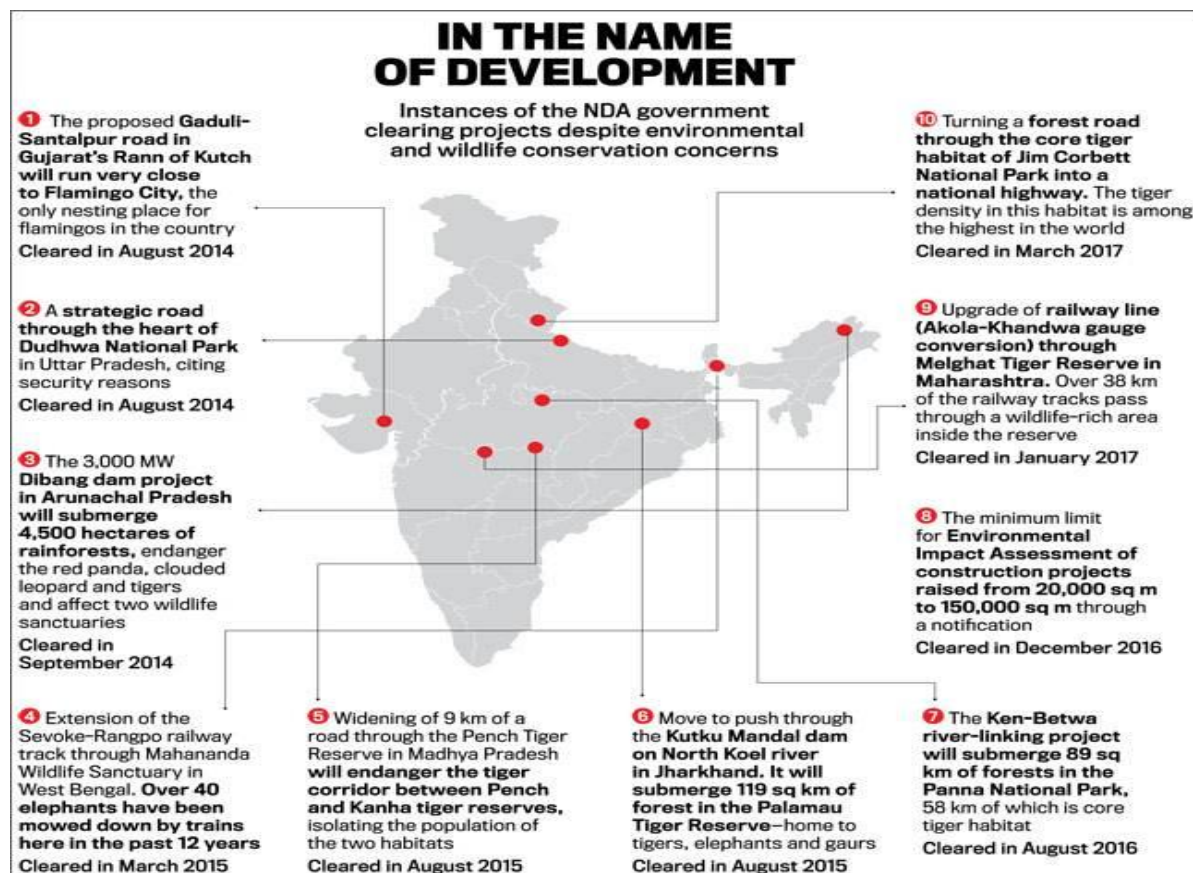 IN THE NAME
OF DEVELOPMENT
Instances of the NDA government
clearing projects despite environmental
and wildlife conservation concerns
1 The proposed Gaduli-
Santalpur road in
Gujarat's Rann of Kutch
will run very close
to Flamingo City, the
only nesting place for
flamingos in the country
Cleared in August 2014
2 A strategic road
through the heart of
Dudhwa National Park
in Uttar Pradesh, citing
security reasons
Cleared in August 2014
3 The 3,000 MW
Dibang dam project
in Arunachal Pradesh
will submerge
4,500 hectares of
rainforests, endanger
the red panda, clouded
leopard and tigers
and affect two wildlife
sanctuaries
Cleared in
September 2014
4 Extension of the
Sevoke-Rangpo railway
track through Mahananda
Wildlife Sanctuary in
West Bengal. Over 40
elephants have been
mowed down by trains
here in the past 12 years
Cleared in March 2015
5 Widening of 9 km of a
road through the Pench Tiger
Reserve in Madhya Pradesh
will endanger the tiger
corridor between Pench
and Kanha tiger reserves,
isolating the population of
the two habitats
Cleared in August 2015
6 Move to push through
the Kutku Mandal dam
on North Koel river
in Jharkhand. It will
submerge 119 sq km of
forest in the Palamau
Tiger Reserve—home to
tigers, elephants and gaurs
Cleared in August 2015
7 The Ken-Betwa
river-linking project
will submerge 89 sq
km of forests in the
Panna National Park,
58 km of which is core
tiger habitat
Cleared in August 2016
8 The minimum limit
for Environmental
Impact Assessment of
construction projects
raised from 20,000 sq m
to 150,000 sq m through
a notification
Cleared in December 2016
9 Upgrade of railway line
(Akola-Khandwa gauge
conversion) through
Melghat Tiger Reserve in
Maharashtra. Over 38 km
of the railway tracks pass
through a wildlife-rich area
inside the reserve
Cleared in January 2017
10 Turning a forest road
through the core tiger
habitat of Jim Corbett
National Park into a
national highway. The tiger
density in this habitat is among
the highest in the world
Cleared in March 2017